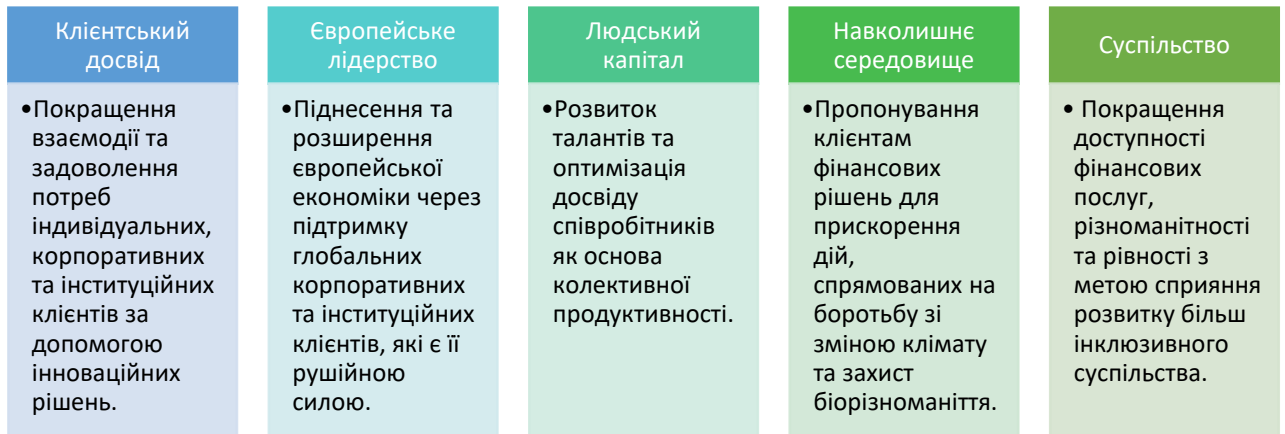 Клієнтський
досвід
•Покращення
взаємодії та
задоволення
потреб
індивідуальних,
корпоративних
та інституційних
клієнтів за
допомогою
інноваційних
рішень.
Європейське
лідерство
•Піднесення та
розширення
європейської
економіки через
підтримку
глобальних
корпоративних
та інституційних
клієнтів, які є її
рушійною
силою.
Людський
капітал
•Розвиток
талантів та
оптимізація
досвіду
співробітників
як основа
колективної
продуктивності.
Навколишнє
середовище
•Пропонування
клієнтам
фінансових
рішень для
прискорення
дій,
спрямованих на
боротьбу зі
зміною клімату
та захист
біорізноманіття.
Суспільство
• Покращення
доступності
фінансових
послуг,
різноманітності
та рівності з
метою сприяння
розвитку більш
інклюзивного
суспільства.